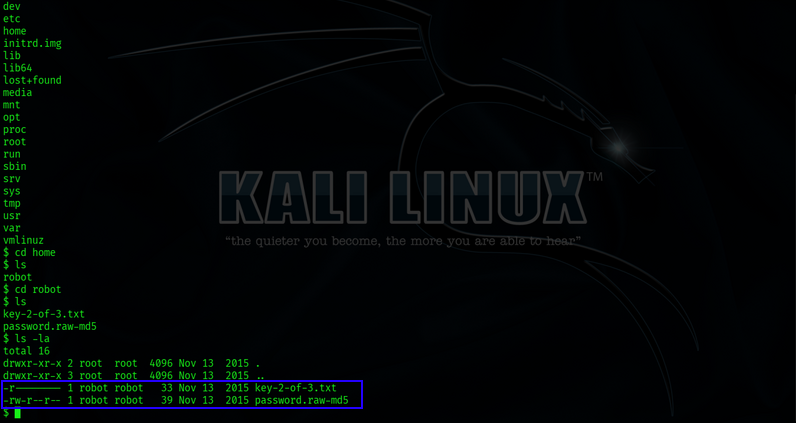 dev
etc
home
initrd.img
lib
lib64
lost+found
media
mnt
opt
proc
root
run
sbin
srv
sys
tmp
usr
var
vmlinuz
$ cd home
$ ls
robot
$ cd robot
$ ls
key-2-of-3.txt
password.raw-md5
$ ls -la
total 16
drwxr-xr-x 2 root  root  4096 Nov 13  2015 .
drwxr-xr-x 3 root  root  4096 Nov 13  2015 ..
-r-------- 1 robot robot   33 Nov 13  2015 key-2-of-3.txt
-rw-r--r-- 1 robot robot   39 Nov 13  2015 password.raw-md5
$
KALI LINUX™
“the quieter you become, the more you are able to hear”